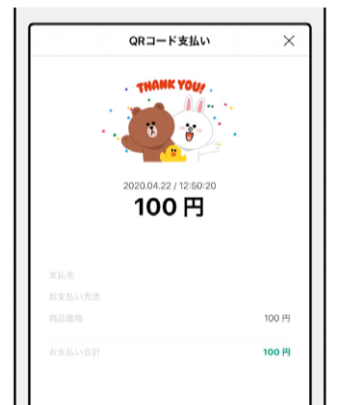 QRコード支払い
THANK YOU!
2020.04.22 / 12:50:20
100 円
支払先
お支払い方法
商品価格 100 円
お支払い合計 100 円